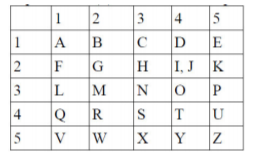 1 2 3 4 5
1 A B C D E
2 F G H I, J K
3 L M N O P
4 Q R S T U
5 V W X Y Z